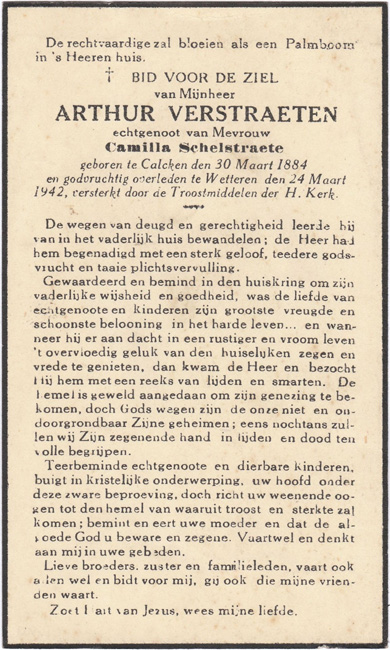 De rechtvaardige zal bloeien als een Palmboom
in 's Heeren huis.
† BID VOOR DE ZIEL
van Mijnheer
ARTHUR VERSTRAETEN
echtgenoot van Mevrouw
Camilla Schelstraete
geboren te Calcken den 30 Maart 1884
en godvruchtig overleden te Wetteren den 24 Maart
1942, versterkt door de Troostmiddelen der H. Kerk.
De wegen van deugd en gerechtigheid leerde hij
van in het vaderlijk huis bewandelen; de Heer had
hem begenadigd met een sterk geloof, teedere gods-
vrucht en taaie plichtsvervulling.
Gewaardeerd en bemind in den huiskring om zijn
vaderlijke wijsheid en goedheid, was de liefde van
echtgenoote en kinderen zijn grootste vreugde en
schoonste belooning in het harde leven... en wan-
neer hij er aan dacht in een rustiger en vroom leven
't overvloedig geluk van den huiselijken zegen en
vrede te genieten, dan kwam de Heer en bezocht
Hij hem met een reeks van lijden en smarten. De
Hemel is geweld aangedaan om zijn genezing te be-
komen, doch Gods wegen zijn de onze niet en on-
doorgrondbaar Zijne geheimen; eens nochtans zul-
len wij Zijn zegenende hand in lijden en dood ten
volle begrijpen.
Teerbeminde echtgenoote en dierbare kinderen,
buigt in kristelijke onderwerping, uw hoofd onder
deze zware beproeving, doch richt uw weenende oo-
gen tot den hemel van waaruit troost en sterkte zal
komen; bemint en eert uwe moeder en dat de al-
goede God u beware en zegene. Vaartwel en denkt
aan mij in uwe gebeden.
Lieve broeders, zuster en familieleden, vaart ook
allen wel en bidt voor mij, gij ook die mijne vrien-
den waart.
Zoet Hart van Jezus, wees mijne liefde.